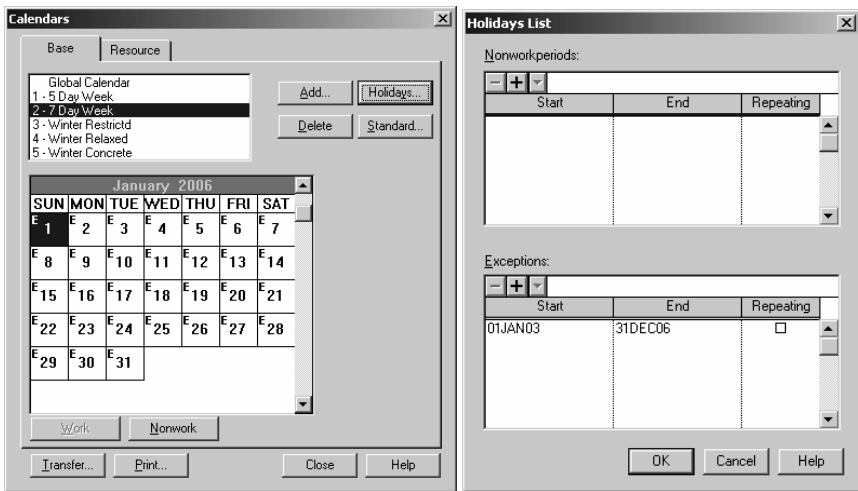 Calendars
Base Resource
Global Calendar
1 - 5 Day Week
2 - 7 Day Week
3 - Winter Restrictd
4 - Winter Relaxed
5 - Winter Concrete
Add... Holidays...
Delete Standard...
January 2006
SUN MON TUE WED THU FRI SAT
E 1 E 2 E 3 E 4 E 5 E 6 E 7
E 8 E 9 E 10 E 11 E 12 E 13 E 14
E 15 E 16 E 17 E 18 E 19 E 20 E 21
E 22 E 23 E 24 E 25 E 26 E 27 E 28
E 29 E 30 E 31
Work Nonwork
Transfer... Print... Close Help
Holidays List
Nonworkperiods:
Start End Repeating
Exceptions:
Start End Repeating
01JAN03 31DEC06
OK Cancel Help